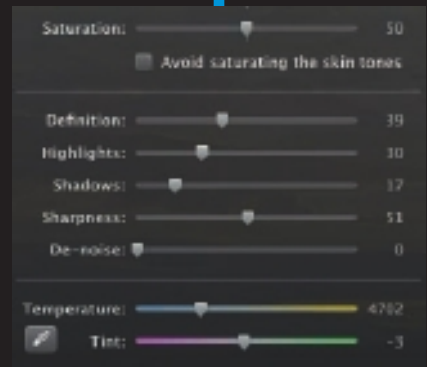 Saturation: 50
Avoid saturating the skin tones
Definition: 39
Highlights: 30
Shadows: 17
Sharpness: 51
De-noise: 0
Temperature: 4702
Tint: -3